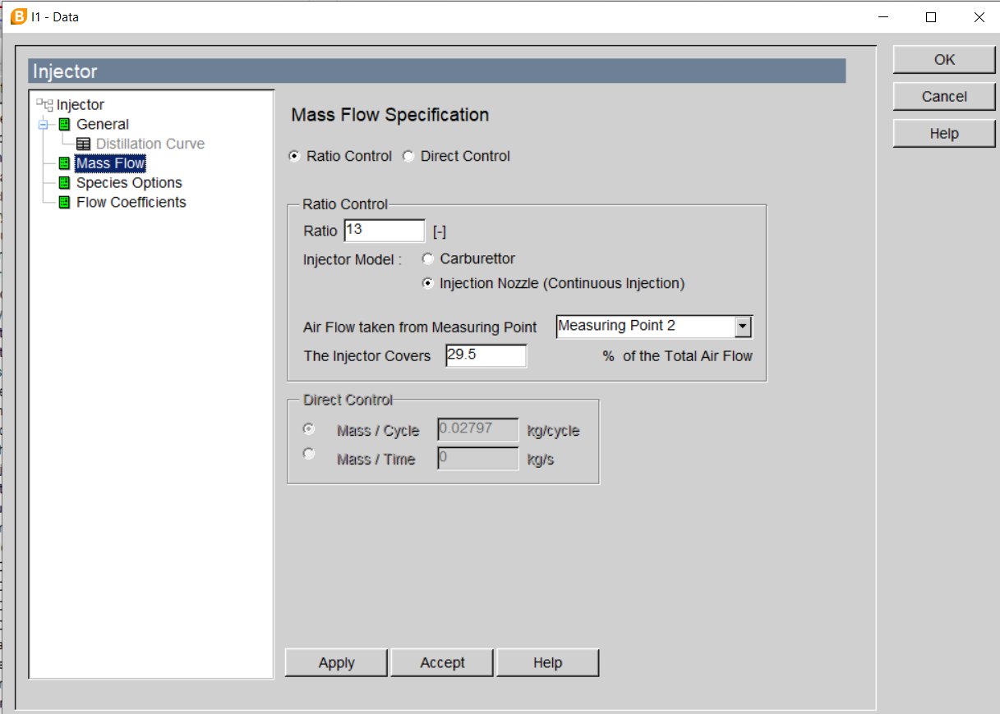 B I1 - Data
Injector
OK
Cancel
Help
Injector
General
Distillation Curve
Mass Flow
Species Options
Flow Coefficients
Mass Flow Specification
Ratio Control Direct Control
Ratio Control
Ratio 13 [-]
Injector Model : Carburettor
Injection Nozzle (Continuous Injection)
Air Flow taken from Measuring Point Measuring Point 2
The Injector Covers 29.5 % of the Total Air Flow
Direct Control
Mass / Cycle 0.02797 kg/cycle
Mass / Time 0 kg/s
Apply Accept Help